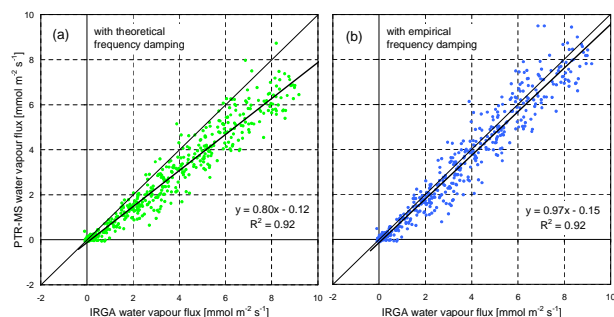 (a)
with theoretical
frequency damping
PTR-MS water vapour flux [mmol m⁻² s⁻¹]
10
8
6
4
2
0
-2
y = 0.80x - 0.12
R² = 0.92
-2 0 2 4 6 8 10
IRGA water vapour flux [mmol m⁻² s⁻¹]
(b)
with empirical
frequency damping
y = 0.97x - 0.15
R² = 0.92
-2 0 2 4 6 8 10
IRGA water vapour flux [mmol m⁻² s⁻¹]